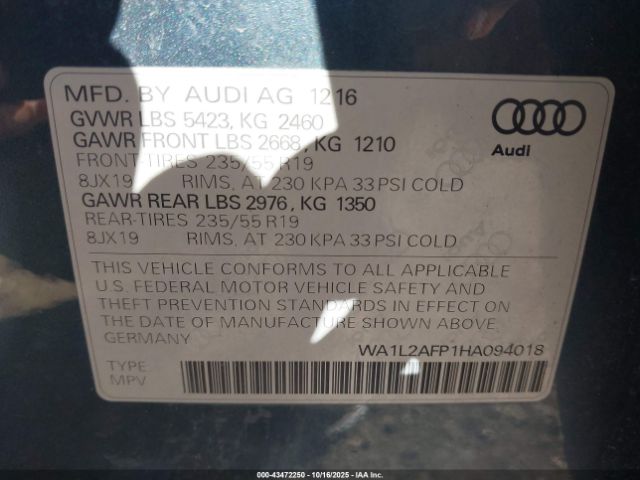 MFD. BY AUDI AG 12 16
GVWR LBS 5423, KG 2460
GAWR FRONT LBS 2668, KG 1210
FRONT-TIRES 235/55 R19
8JX19 RIMS, AT 230 KPA 33 PSI COLD
GAWR REAR LBS 2976, KG 1350
REAR-TIRES 235/55 R19
8JX19 RIMS, AT 230 KPA 33 PSI COLD
Audi
THIS VEHICLE CONFORMS TO ALL APPLICABLE
U.S. FEDERAL MOTOR VEHICLE SAFETY AND
THEFT PREVENTION STANDARDS IN EFFECT ON
THE DATE OF MANUFACTURE SHOWN ABOVE
GERMANY
WA1L2AFP1HA094018
TYPE
MPV
000-43472250 - 10/16/2025 - IAA Inc.